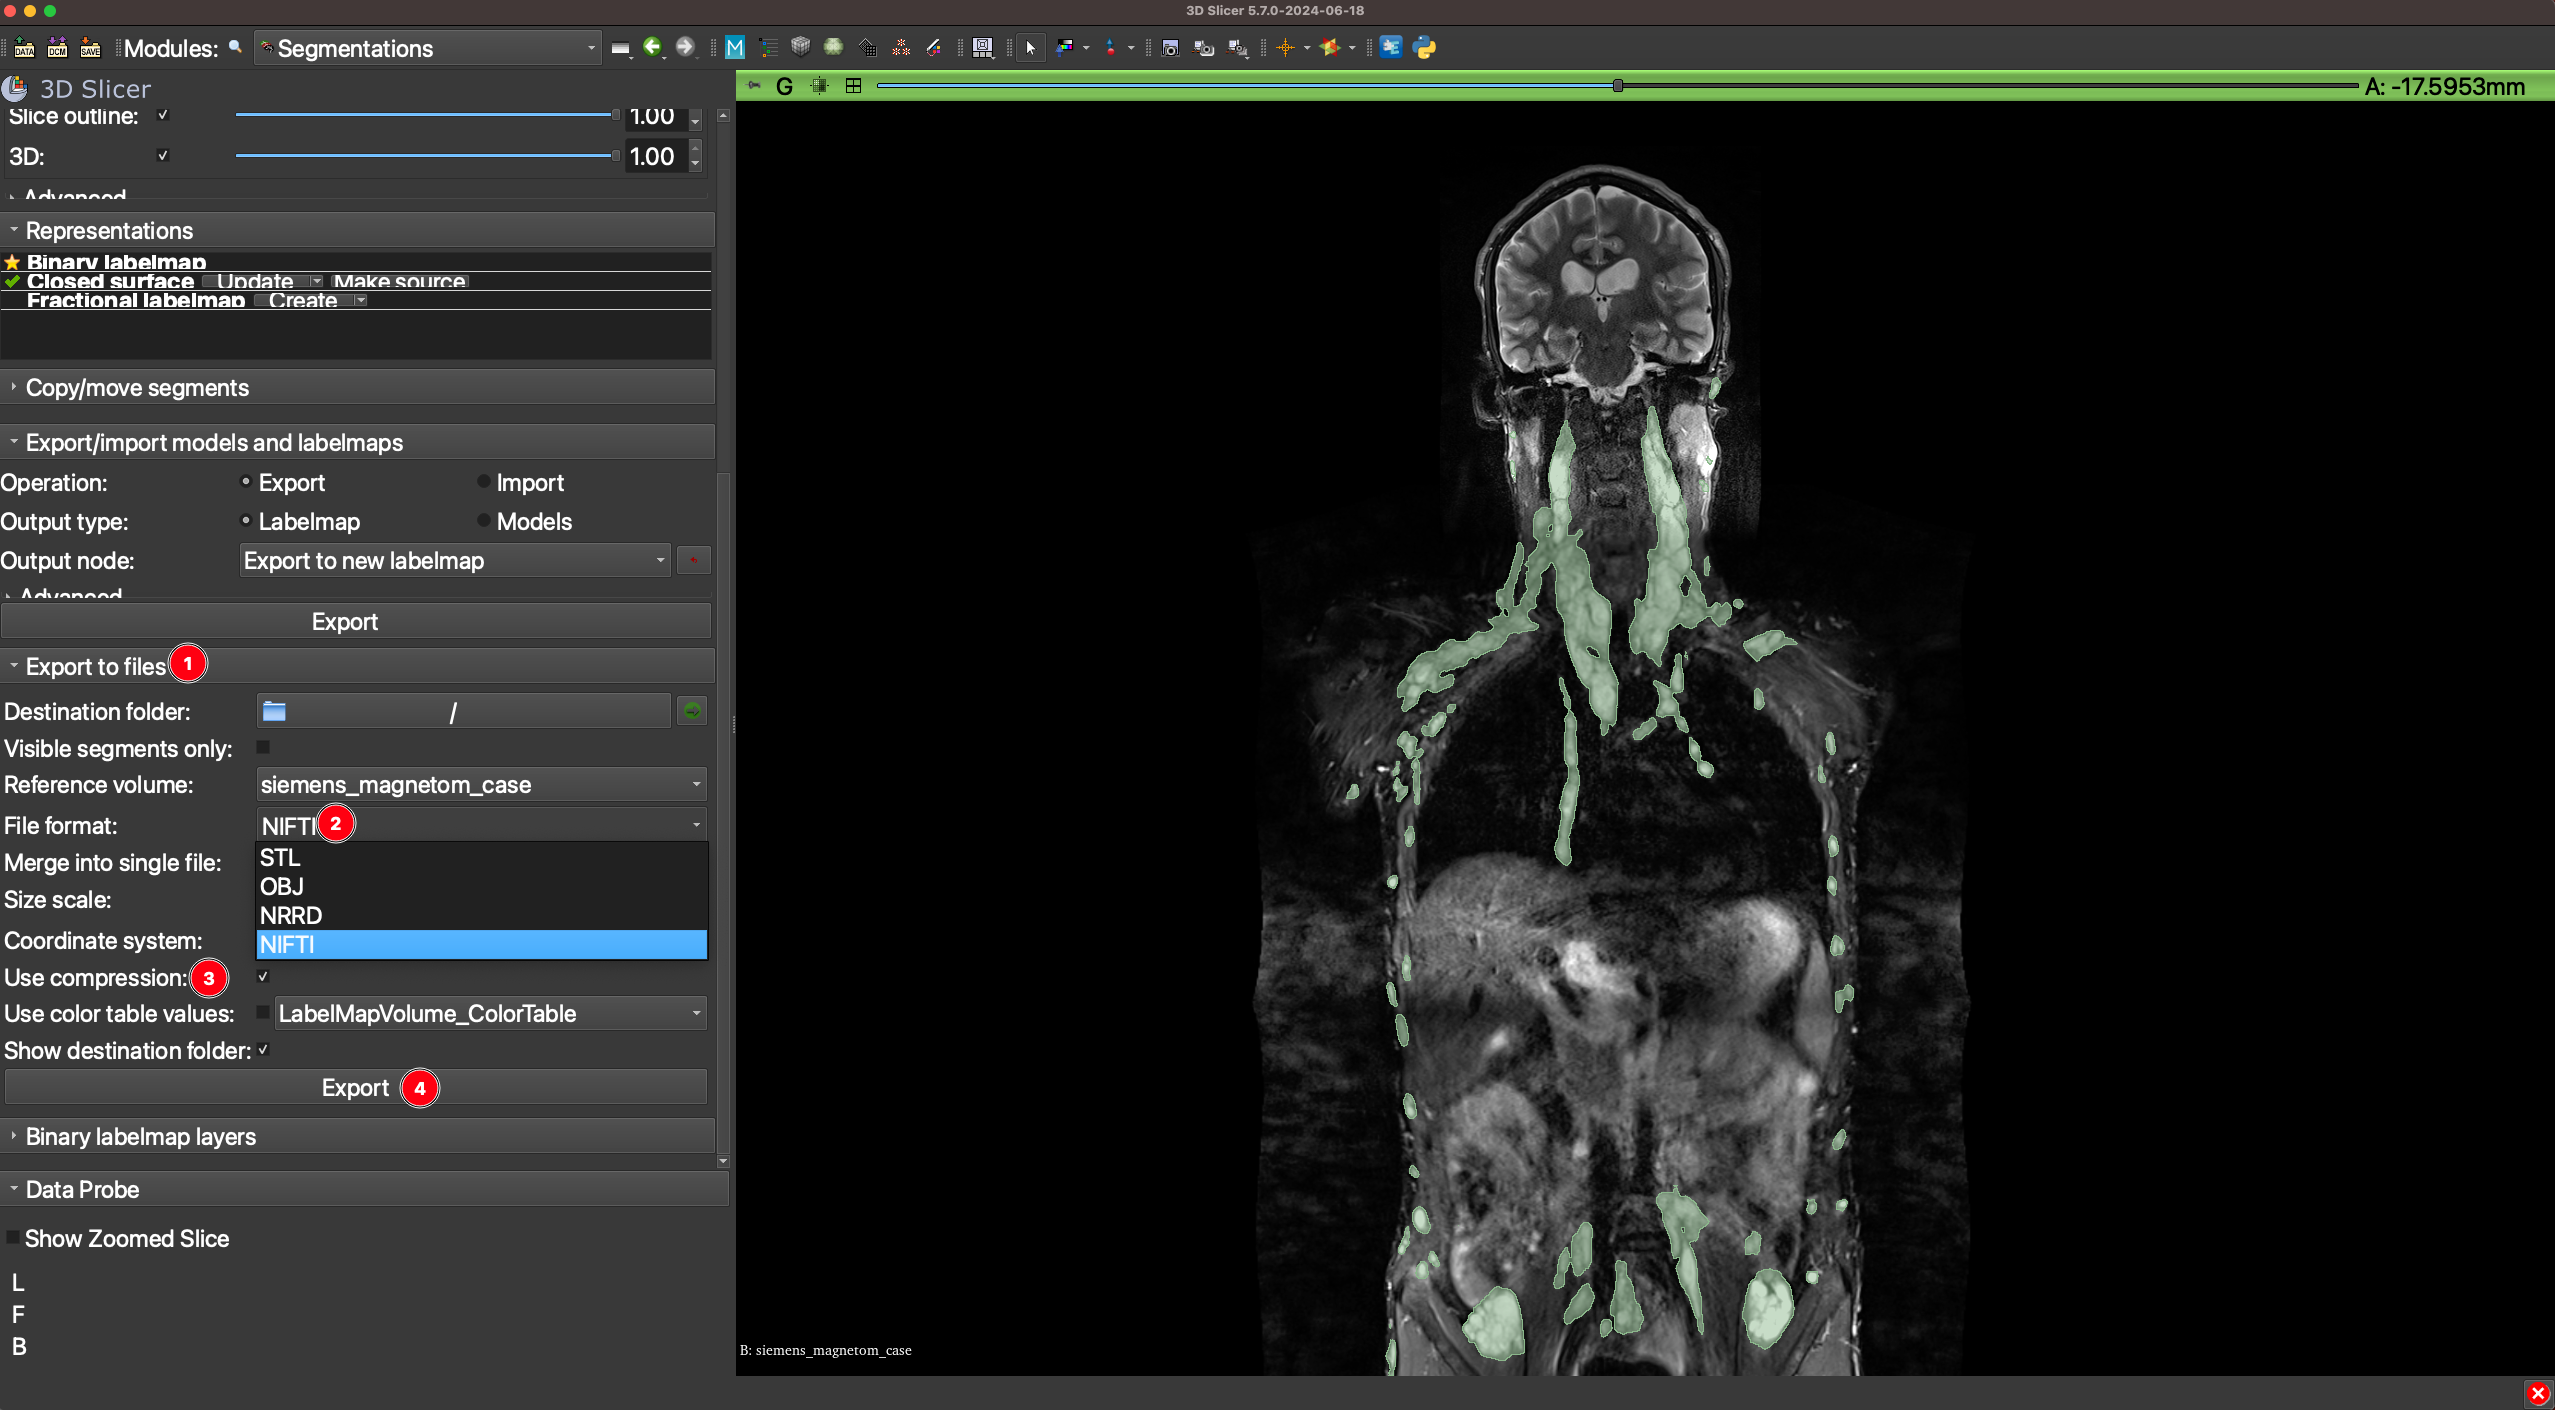 3D Slicer 5.7.0-2024-06-18
DATA DCM SAVE Modules: Segmentations M
3D Slicer
G A: -17.5953mm
Slice outline: 1.00
3D: 1.00
Advanced
Representations
Binary labelmap
Closed surface Update Make source
Fractional labelmap Create
Copy/move segments
Export/import models and labelmaps
Operation: Export Import
Output type: Labelmap Models
Output node: Export to new labelmap
Advanced
Export
Export to files 1
Destination folder: /
Visible segments only:
Reference volume: siemens_magnetom_case
File format: NIFTI 2
STL
Merge into single file:
OBJ
Size scale:
NRRD
Coordinate system:
NIFTI
Use compression: 3
Use color table values: LabelMapVolume_ColorTable
Show destination folder:
Export 4
Binary labelmap layers
Data Probe
Show Zoomed Slice
L
F
B
B: siemens_magnetom_case